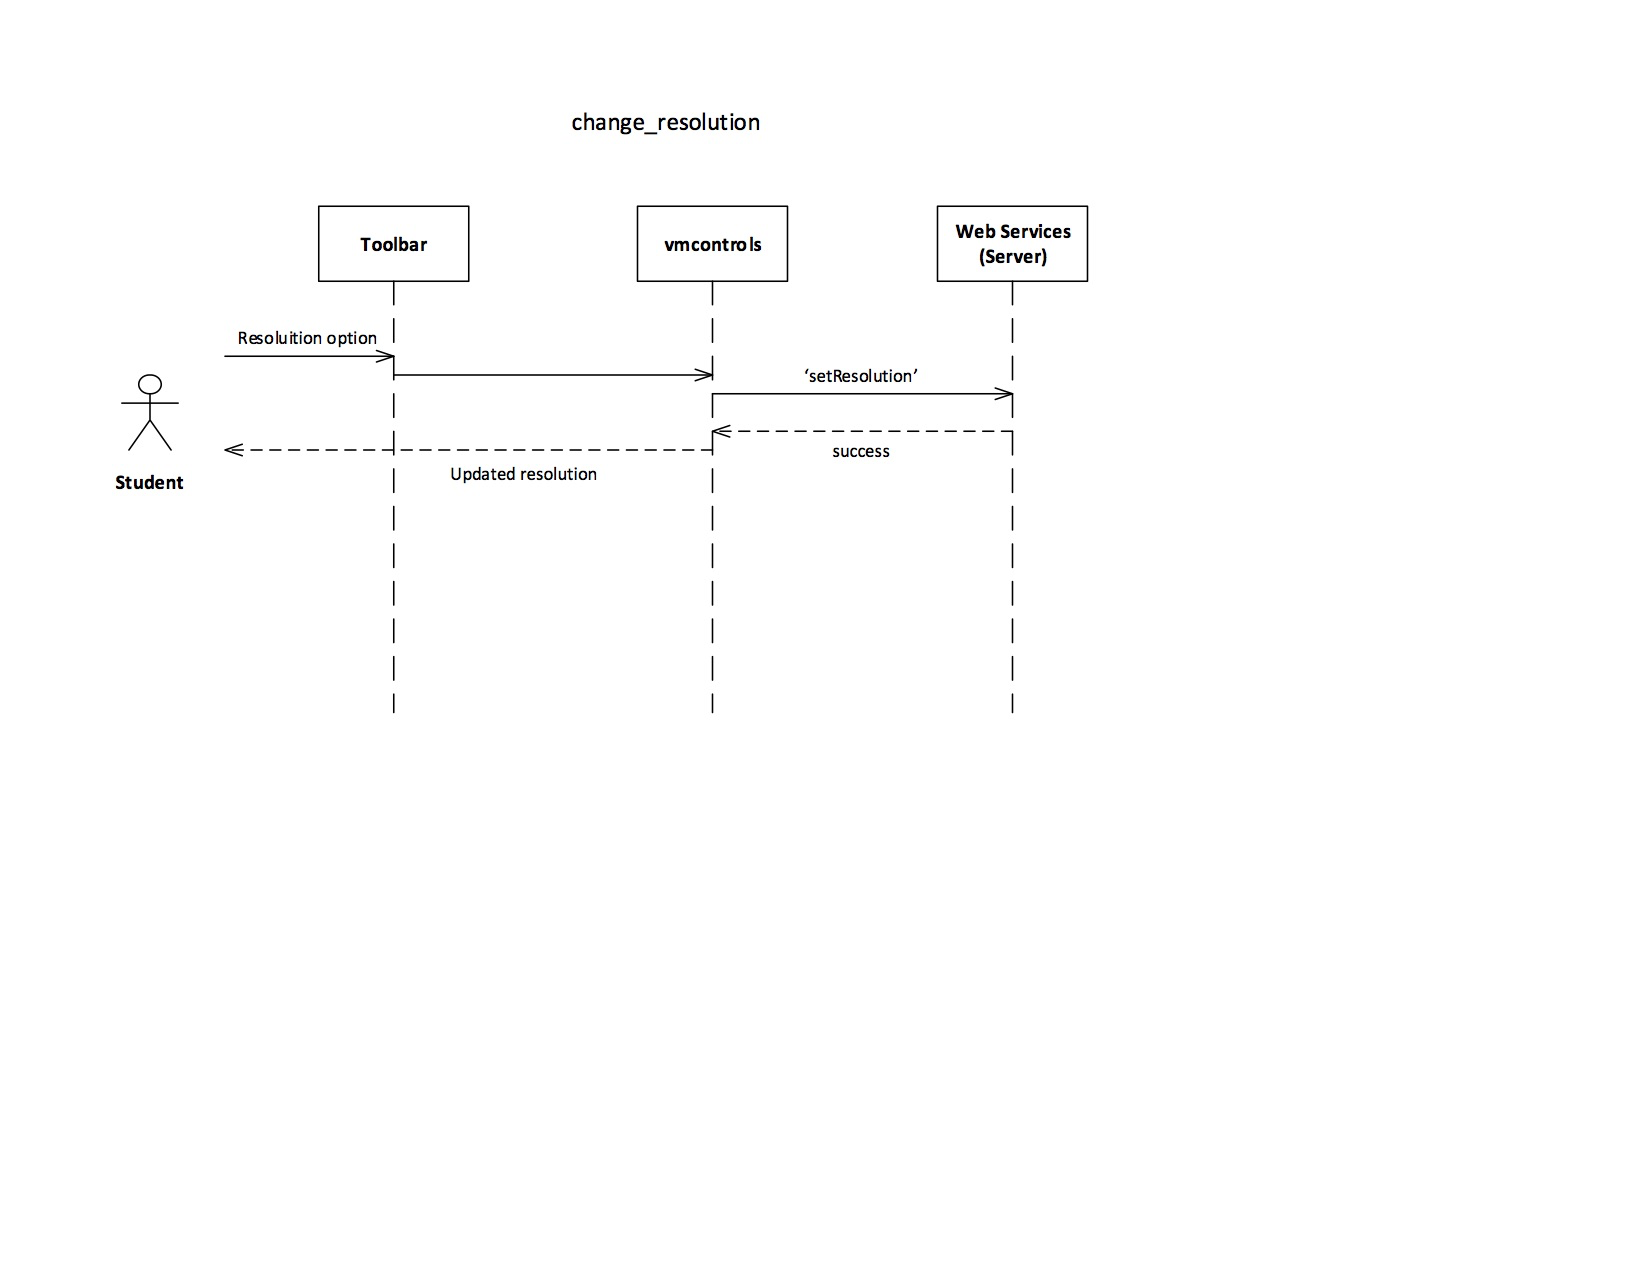 change_resolution
Toolbar
vmcontrols
Web Services
(Server)
Resoluition option
‘setResolution’
success
Updated resolution
Student